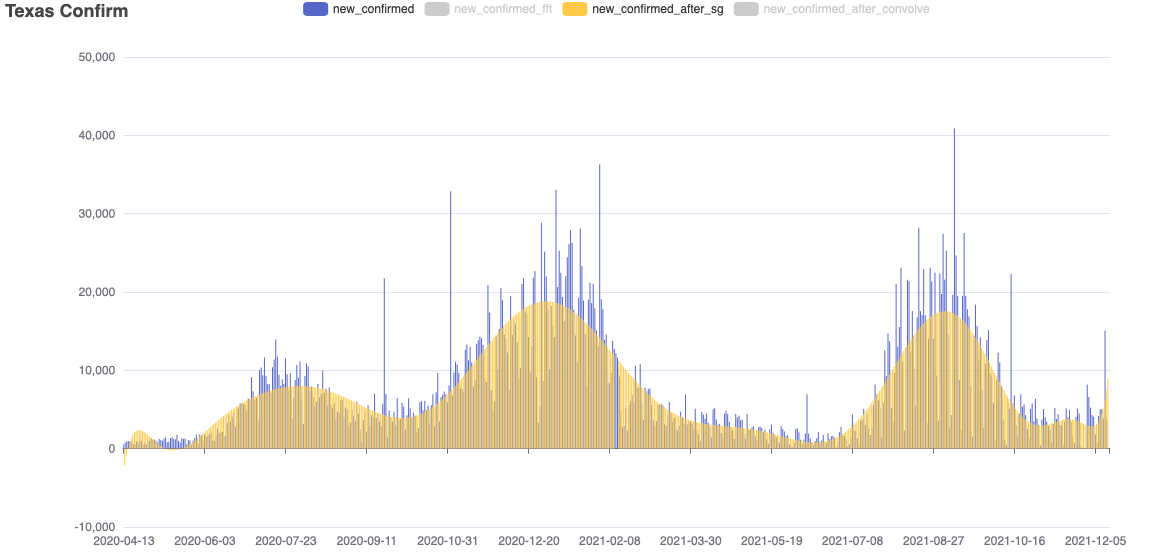 Texas Confirm
new_confirmed new_confirmed_fft new_confirmed_after_sg new_confirmed_after_convolve
50,000
40,000
30,000
20,000
10,000
0
-10,000
2020-04-13 2020-06-03 2020-07-23 2020-09-11 2020-10-31 2020-12-20 2021-02-08 2021-03-30 2021-05-19 2021-07-08 2021-08-27 2021-10-16 2021-12-05